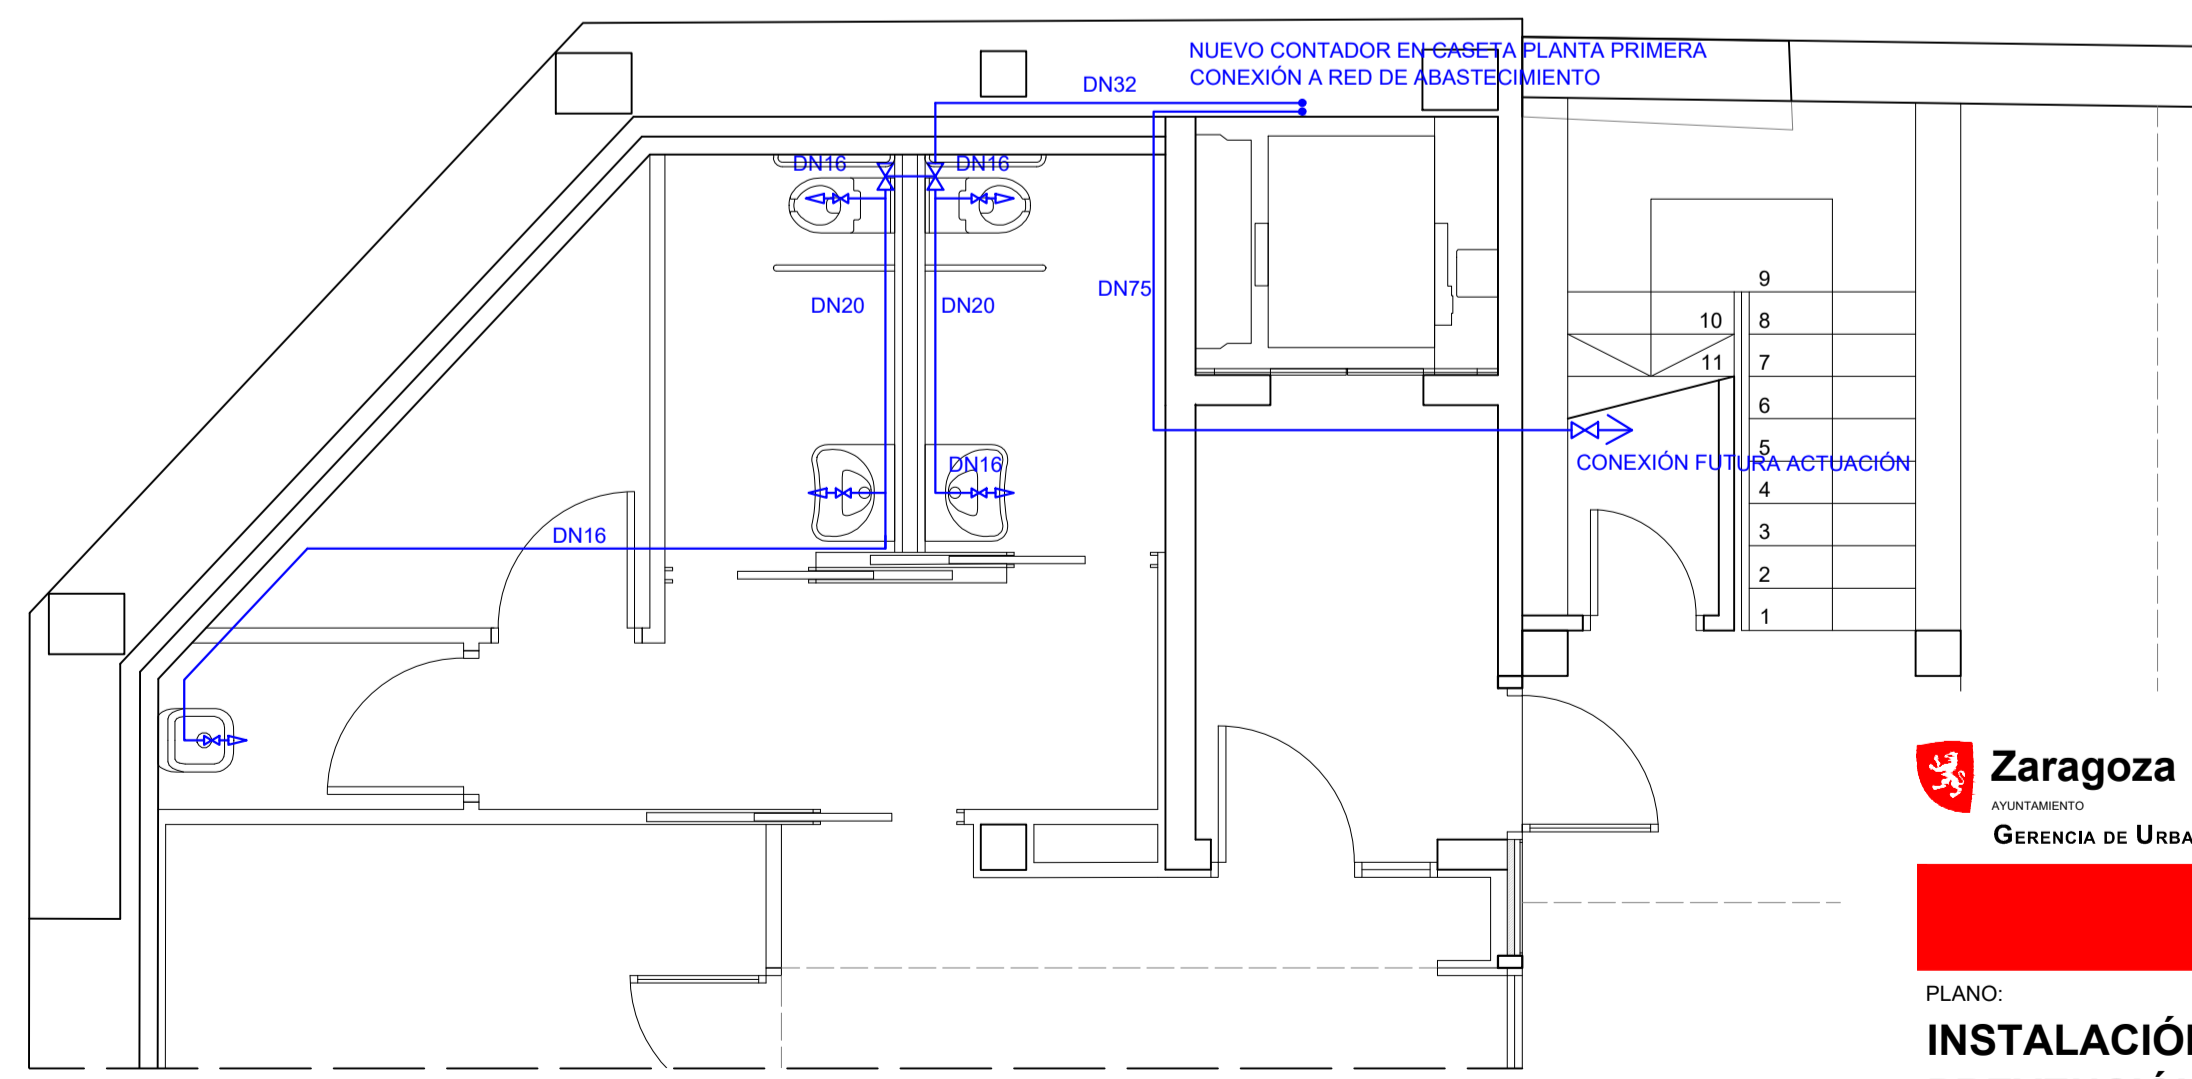 NUEVO CONTADOR EN CASETA PLANTA PRIMERA
CONEXIÓN A RED DE ABASTECIMIENTO
DN32
DN16
DN16
DN20
DN20
DN75
9
10
8
11
7
6
5
4
3
2
1
DN16
CONEXIÓN FUTURA ACTUACIÓN
DN16
Zaragoza
AYUNTAMIENTO
GERENCIA DE URBA
PLANO:
INSTALACIÓN